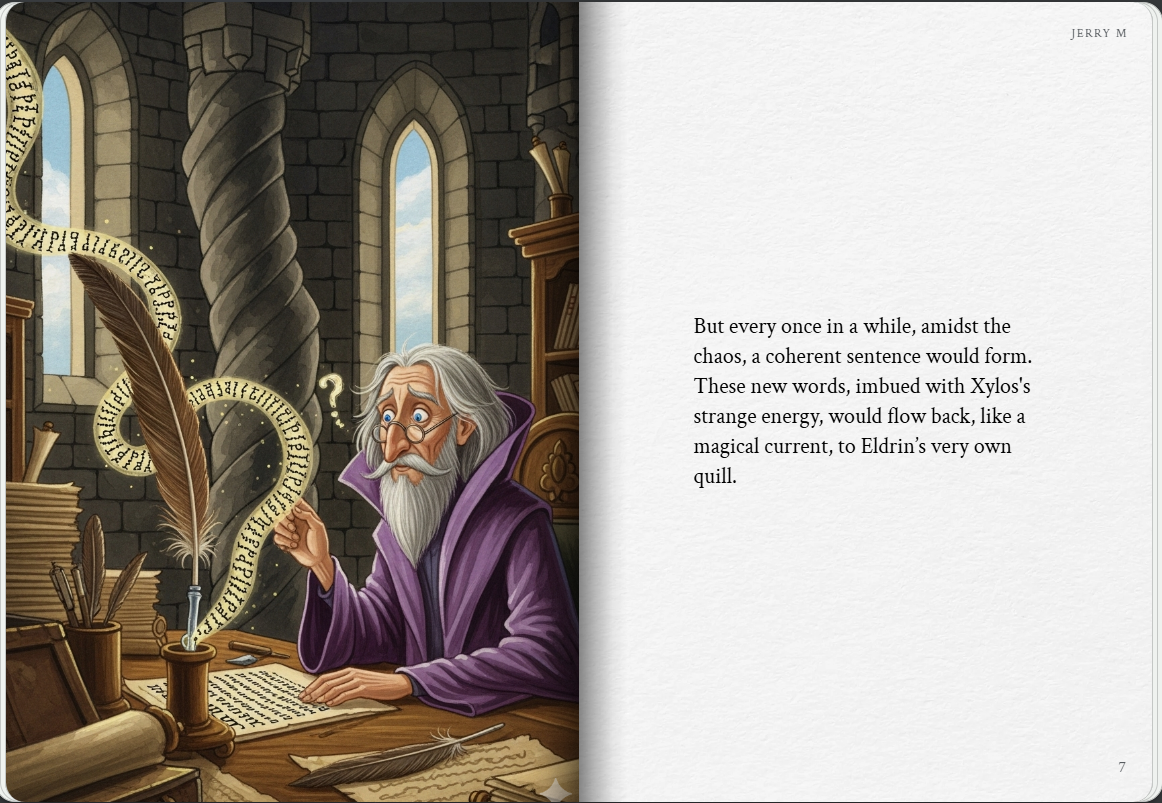 ?
JERRY M
But every once in a while, amidst the
chaos, a coherent sentence would form.
These new words, imbued with Xylos's
strange energy, would flow back, like a
magical current, to Eldrin’s very own
quill.
7